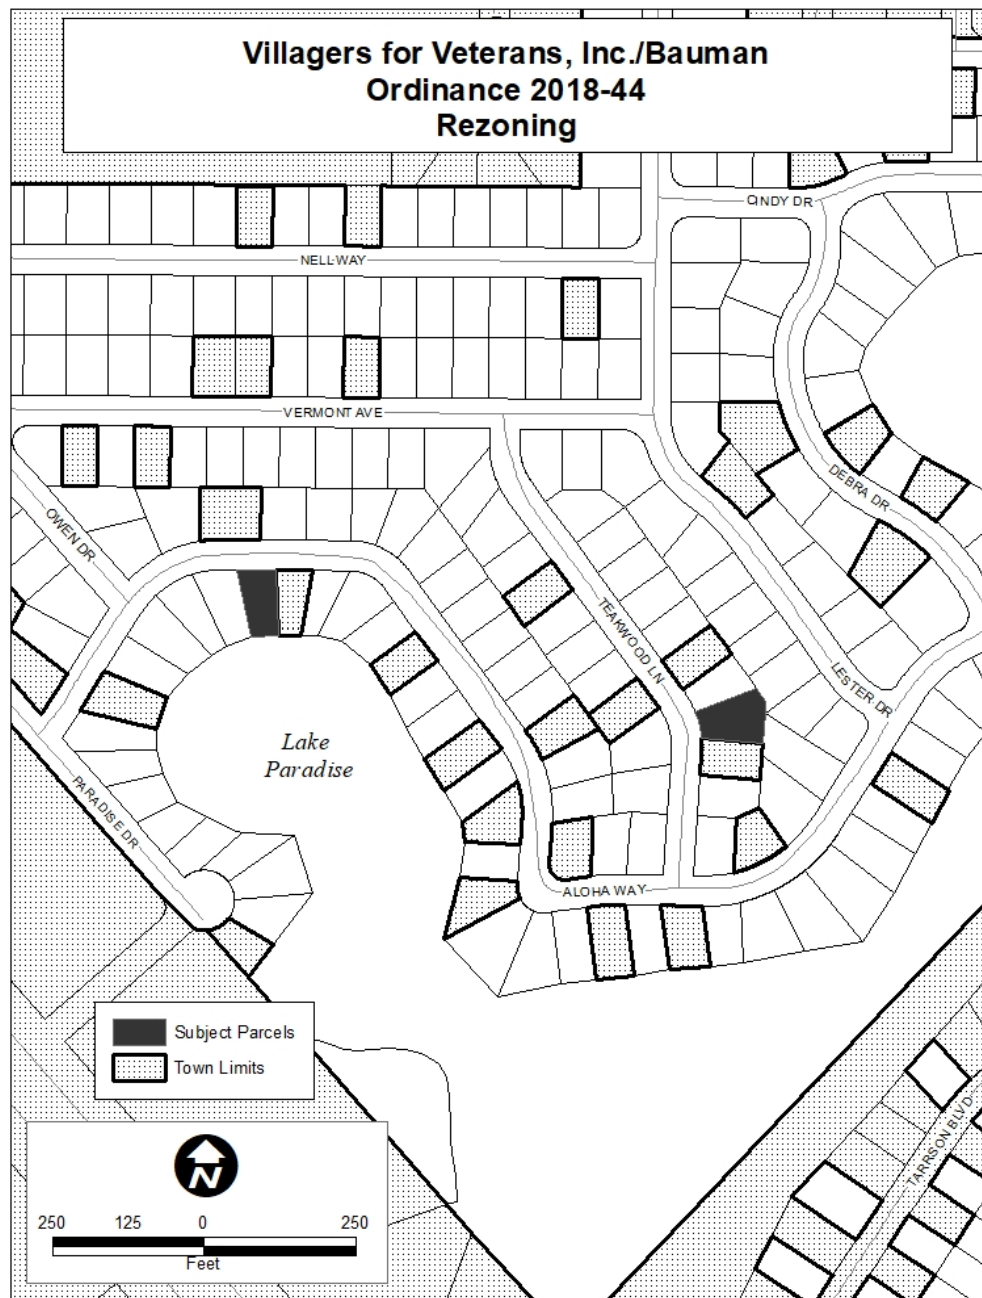 Villagers for Veterans, Inc./Bauman
Ordinance 2018-44
Rezoning
CINDY DR
NELL WAY
VERMONT AVE
DEBRA DR
OWEN DR
TEAKWOOD LN
LESTER DR
Lake
Paradise
PARADISE DR
ALOHA WAY
Subject Parcels
Town Limits
TARRSON BLVD
N
250 125 0 250
Feet